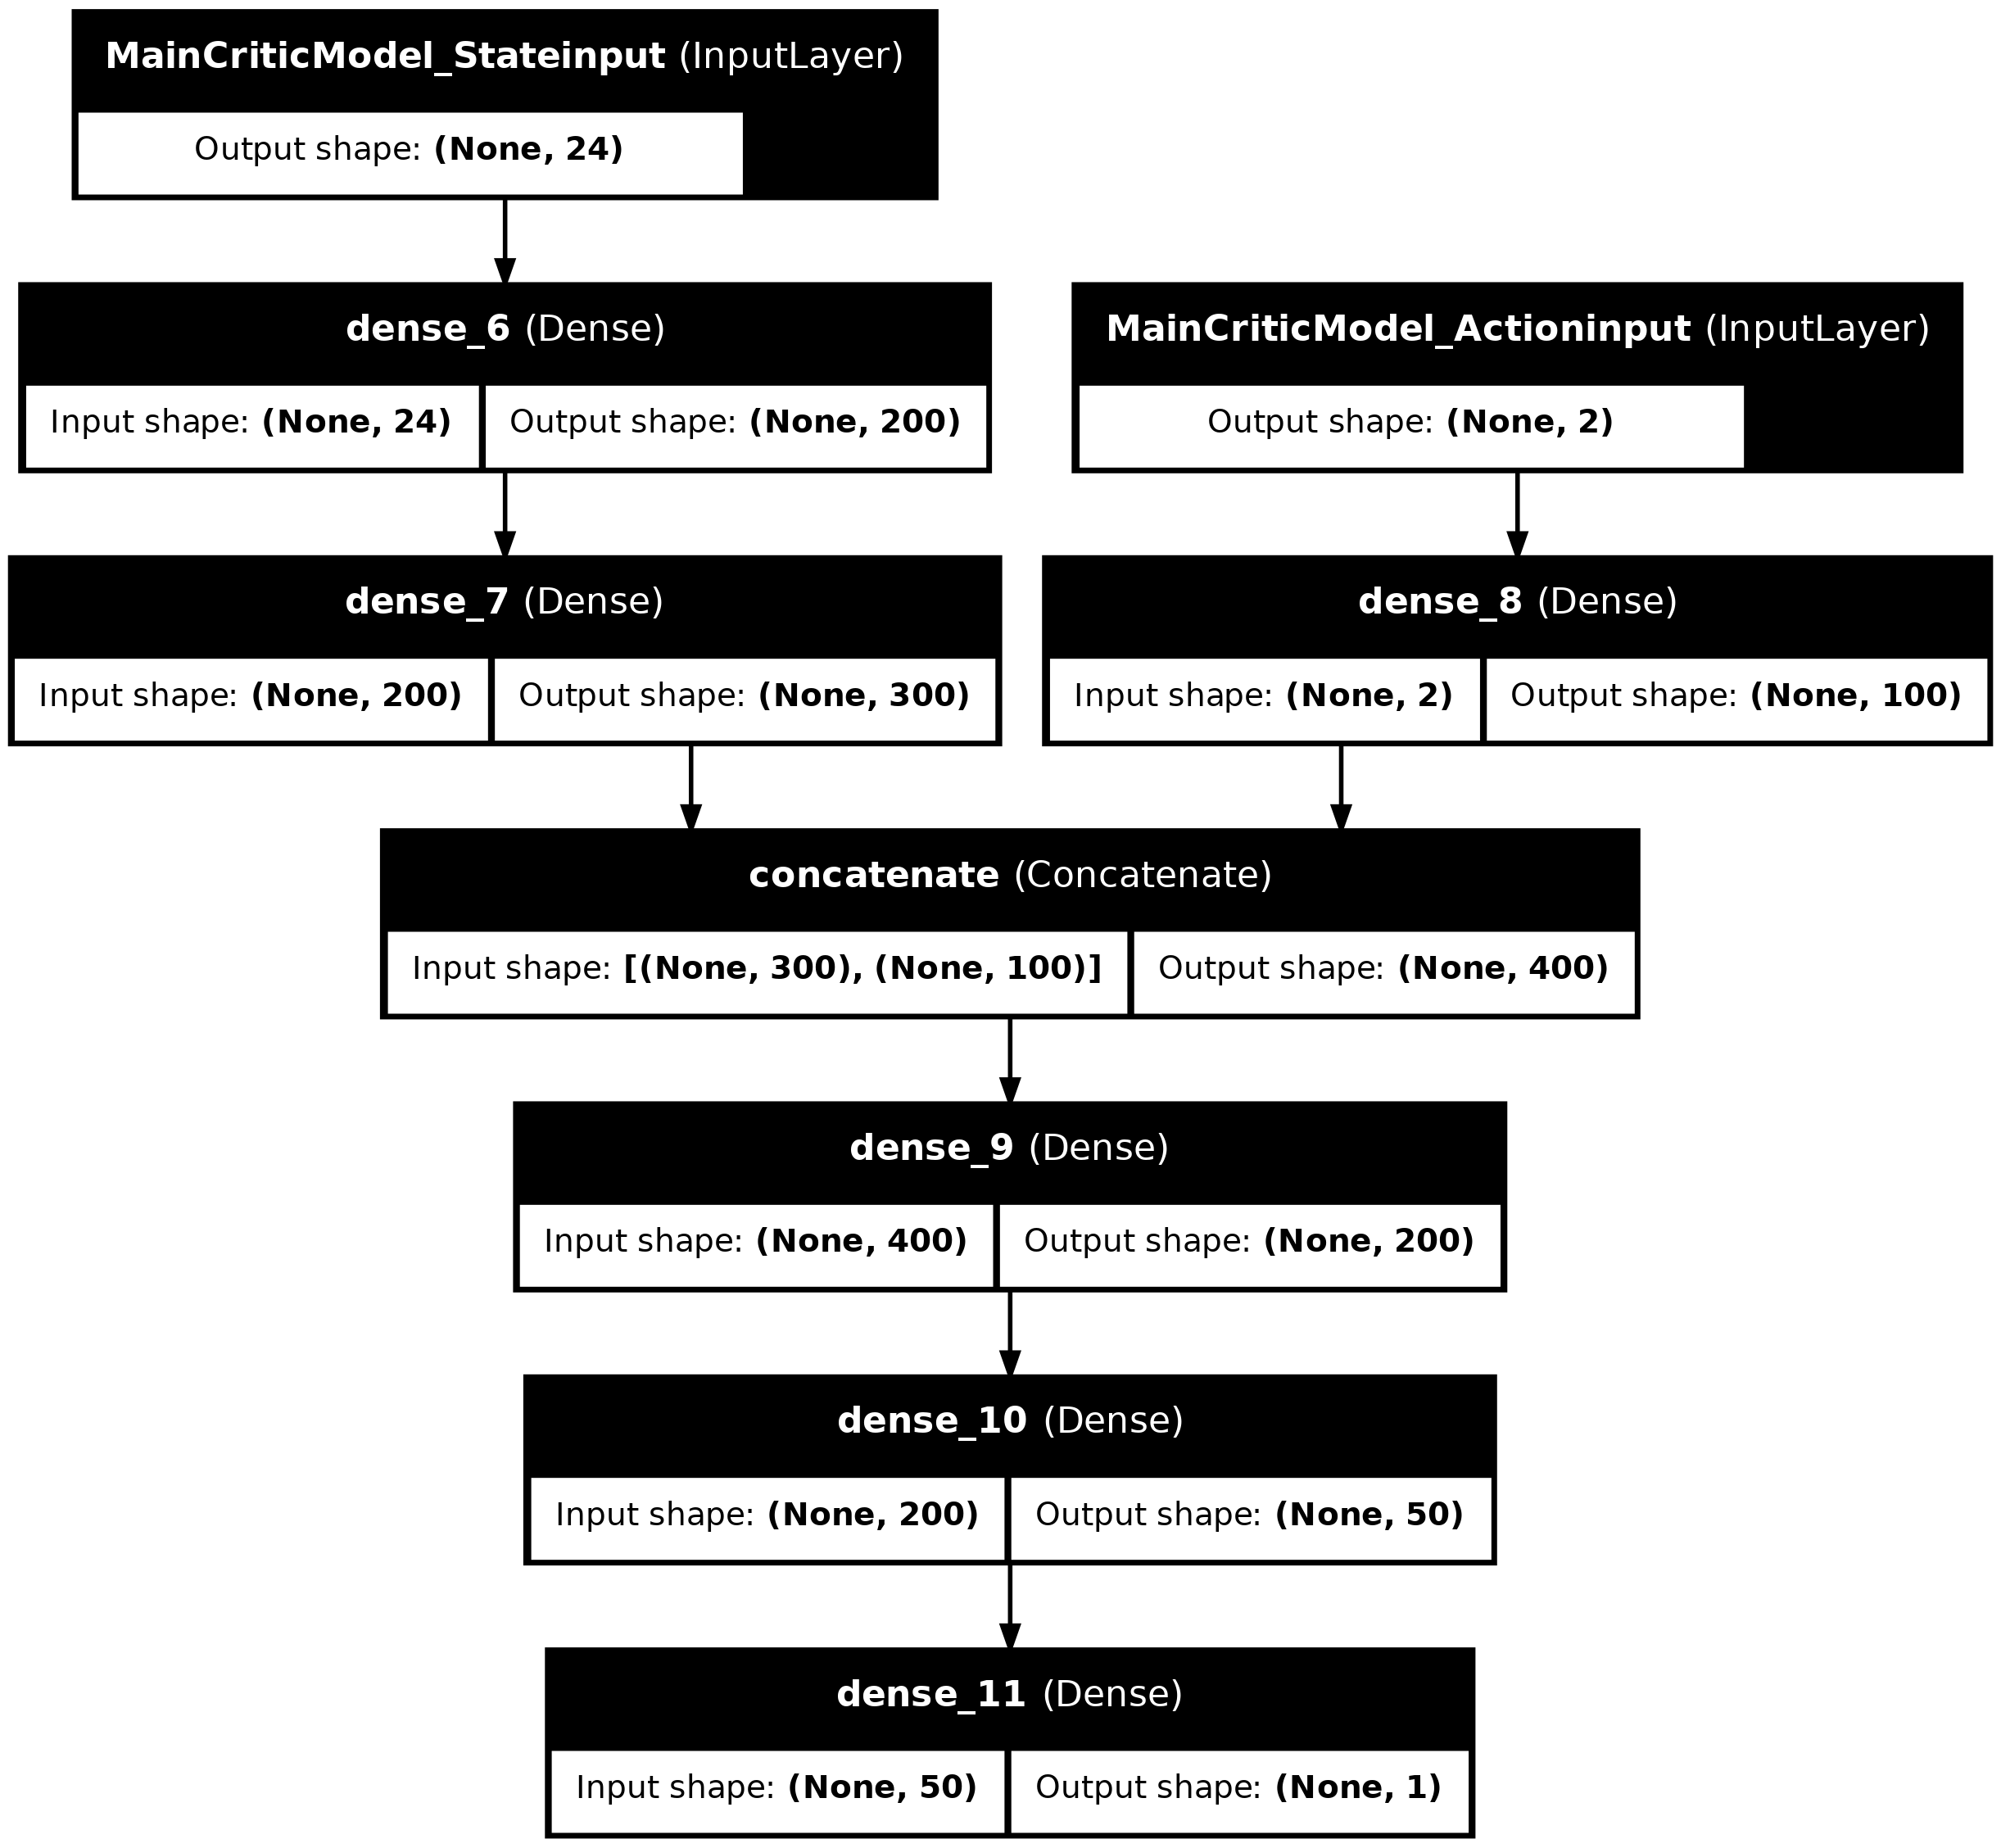 MainCriticModel_Stateinput (InputLayer)
Output shape: (None, 24)
dense_6 (Dense)
Input shape: (None, 24) Output shape: (None, 200)
MainCriticModel_Actioninput (InputLayer)
Output shape: (None, 2)
dense_7 (Dense)
Input shape: (None, 200) Output shape: (None, 300)
dense_8 (Dense)
Input shape: (None, 2) Output shape: (None, 100)
concatenate (Concatenate)
Input shape: [(None, 300), (None, 100)] Output shape: (None, 400)
dense_9 (Dense)
Input shape: (None, 400) Output shape: (None, 200)
dense_10 (Dense)
Input shape: (None, 200) Output shape: (None, 50)
dense_11 (Dense)
Input shape: (None, 50) Output shape: (None, 1)